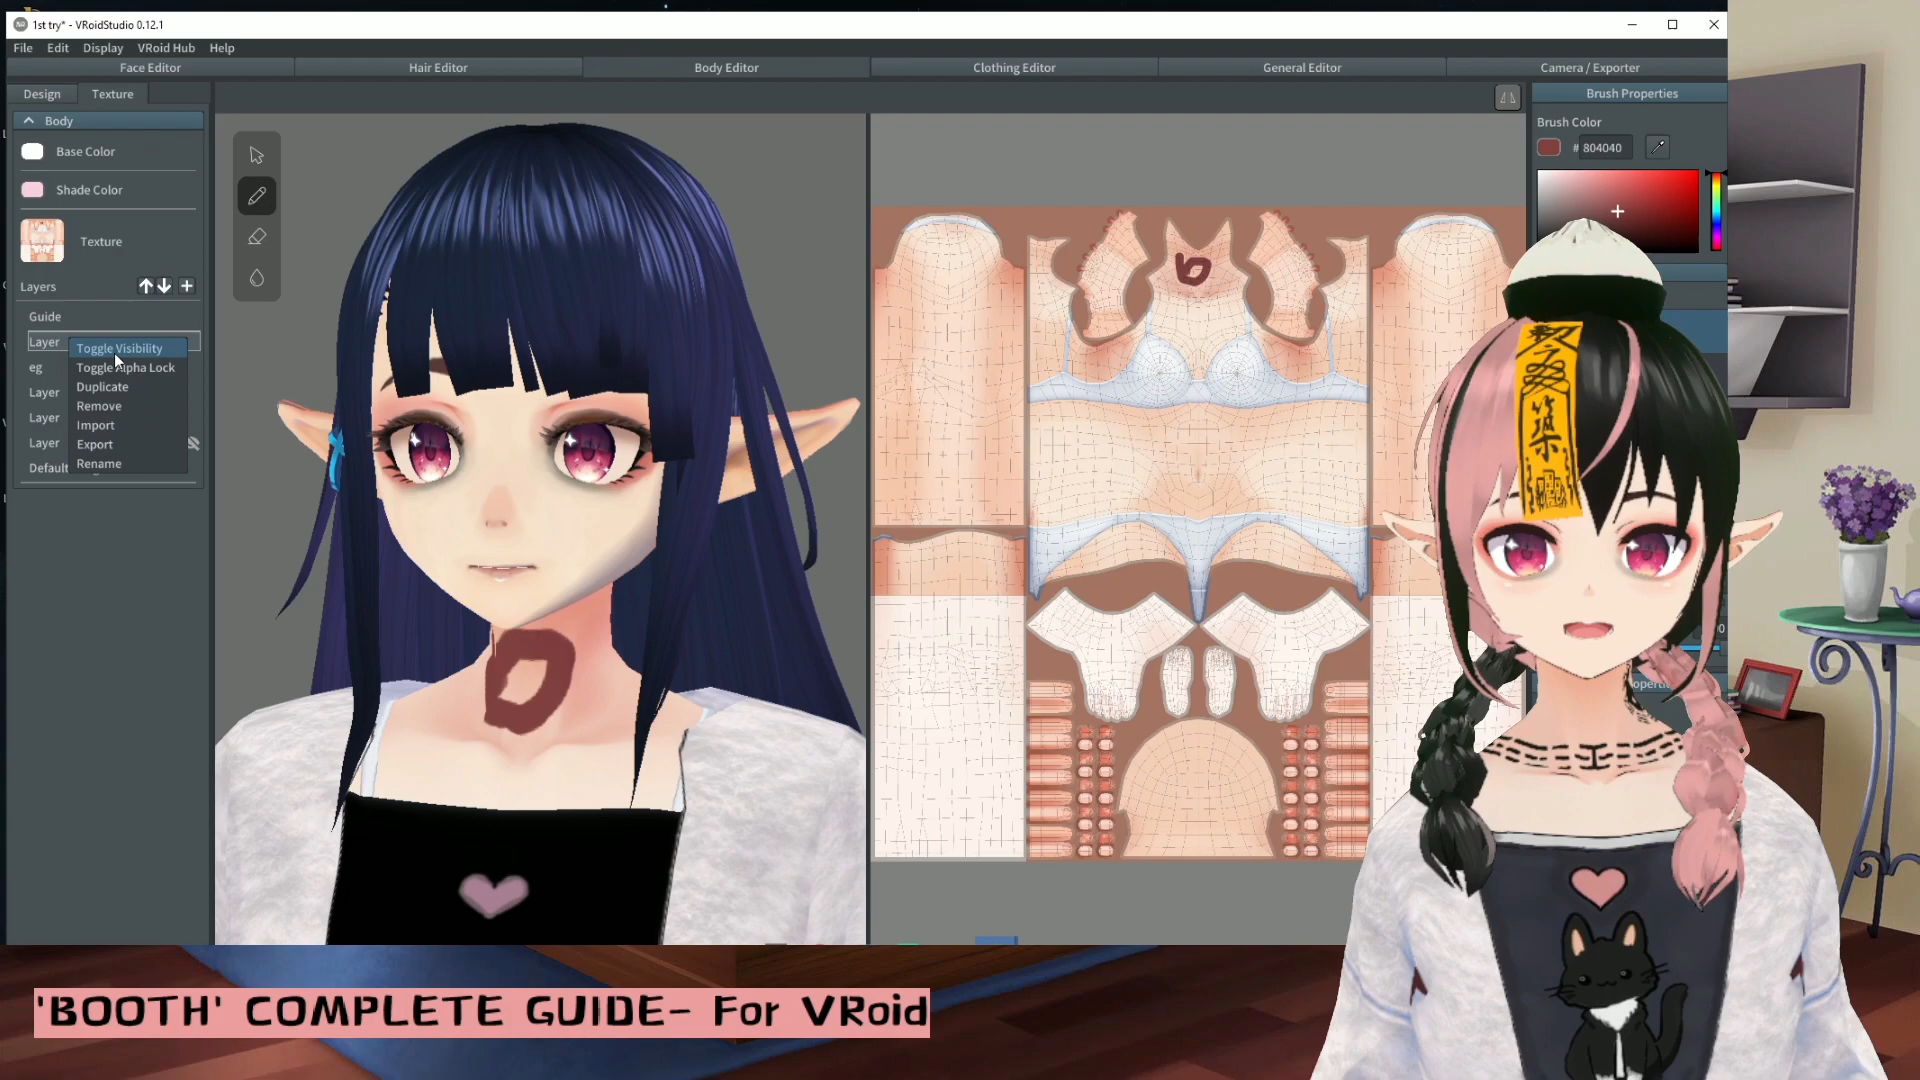 1st try* - VRoidStudio 0.12.1
File Edit Display VRoid Hub Help
Face Editor Hair Editor Body Editor Clothing Editor General Editor Camera / Exporter
Design Texture
Brush Properties
Body
Brush Color
Base Color
# 804040
Shade Color
Texture
Layers
Guide
Layer
Toggle Visibility
eg
Toggle Alpha Lock
Layer
Duplicate
Remove
Layer
Import
Layer
Export
Default
Rename
'BOOTH' COMPLETE GUIDE- For VRoid